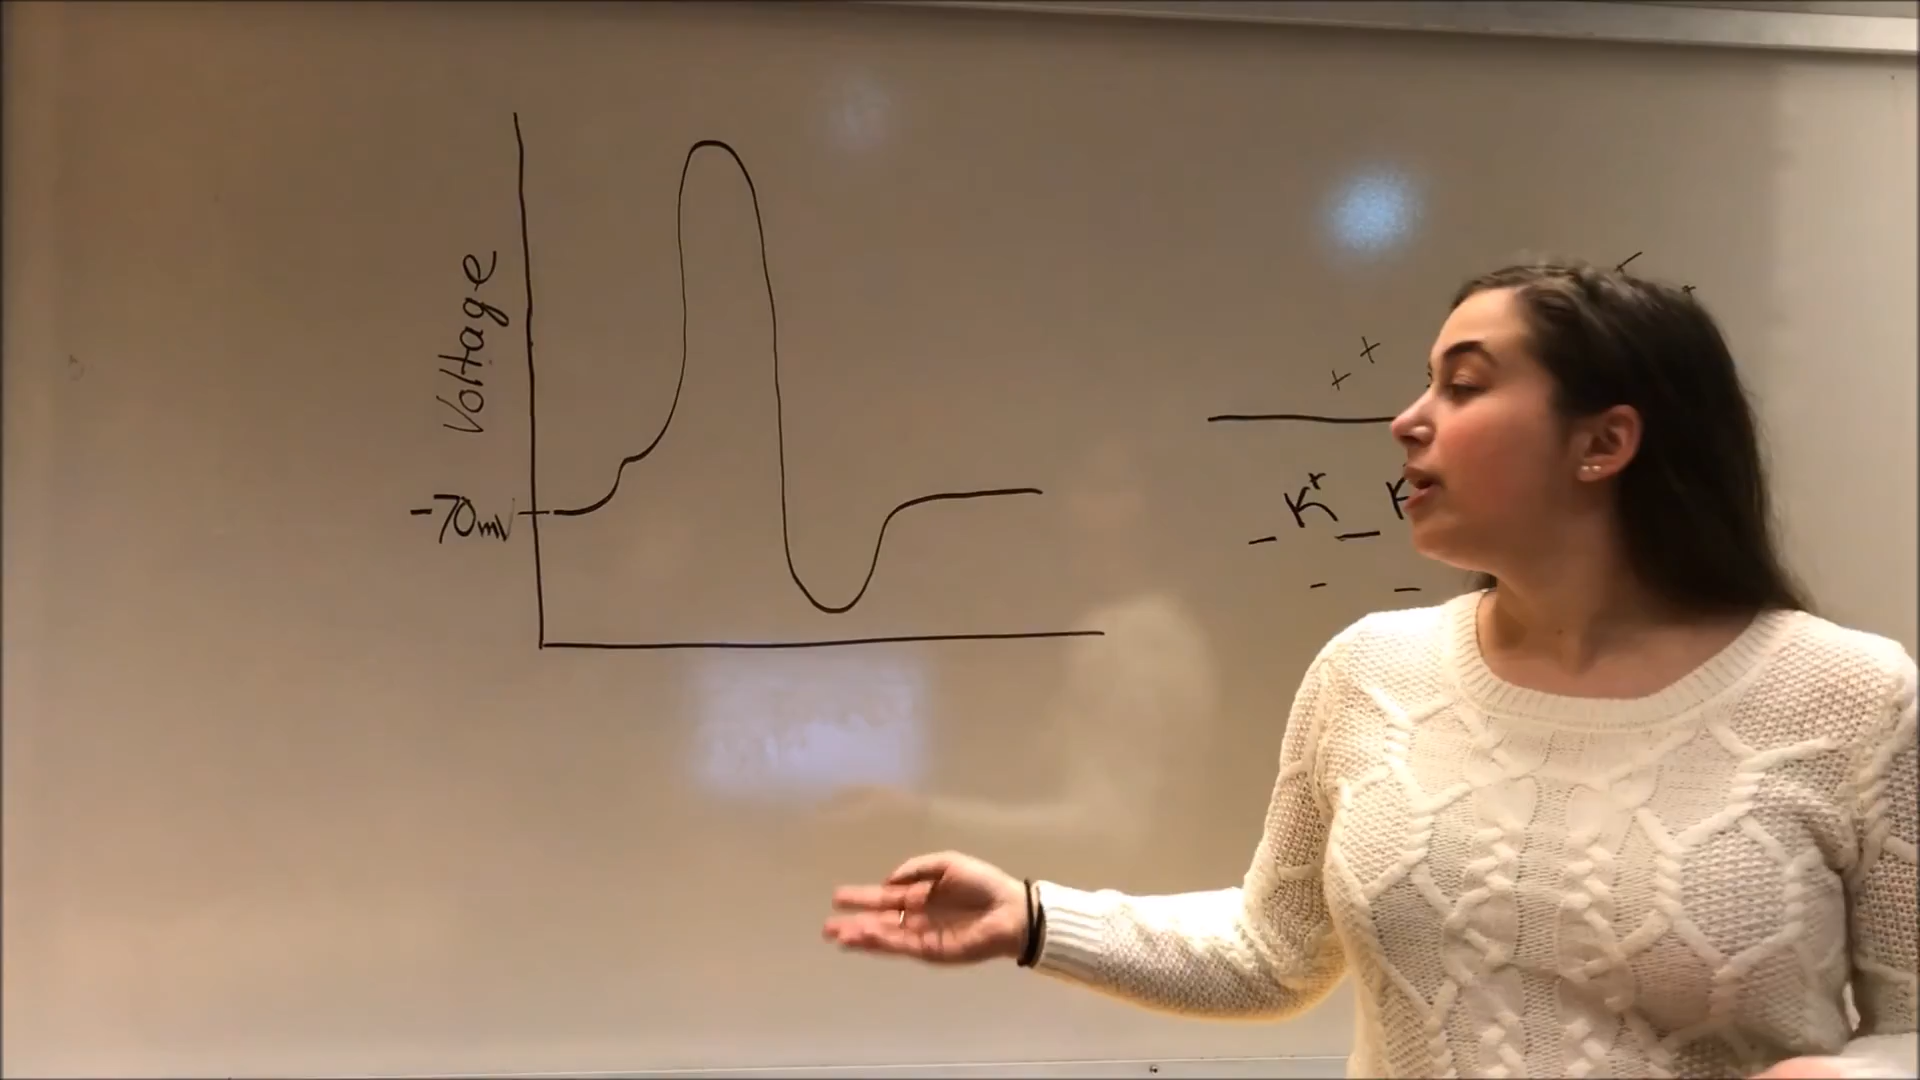 Voltage
-70mV
+ +
K+ K
- -
- -